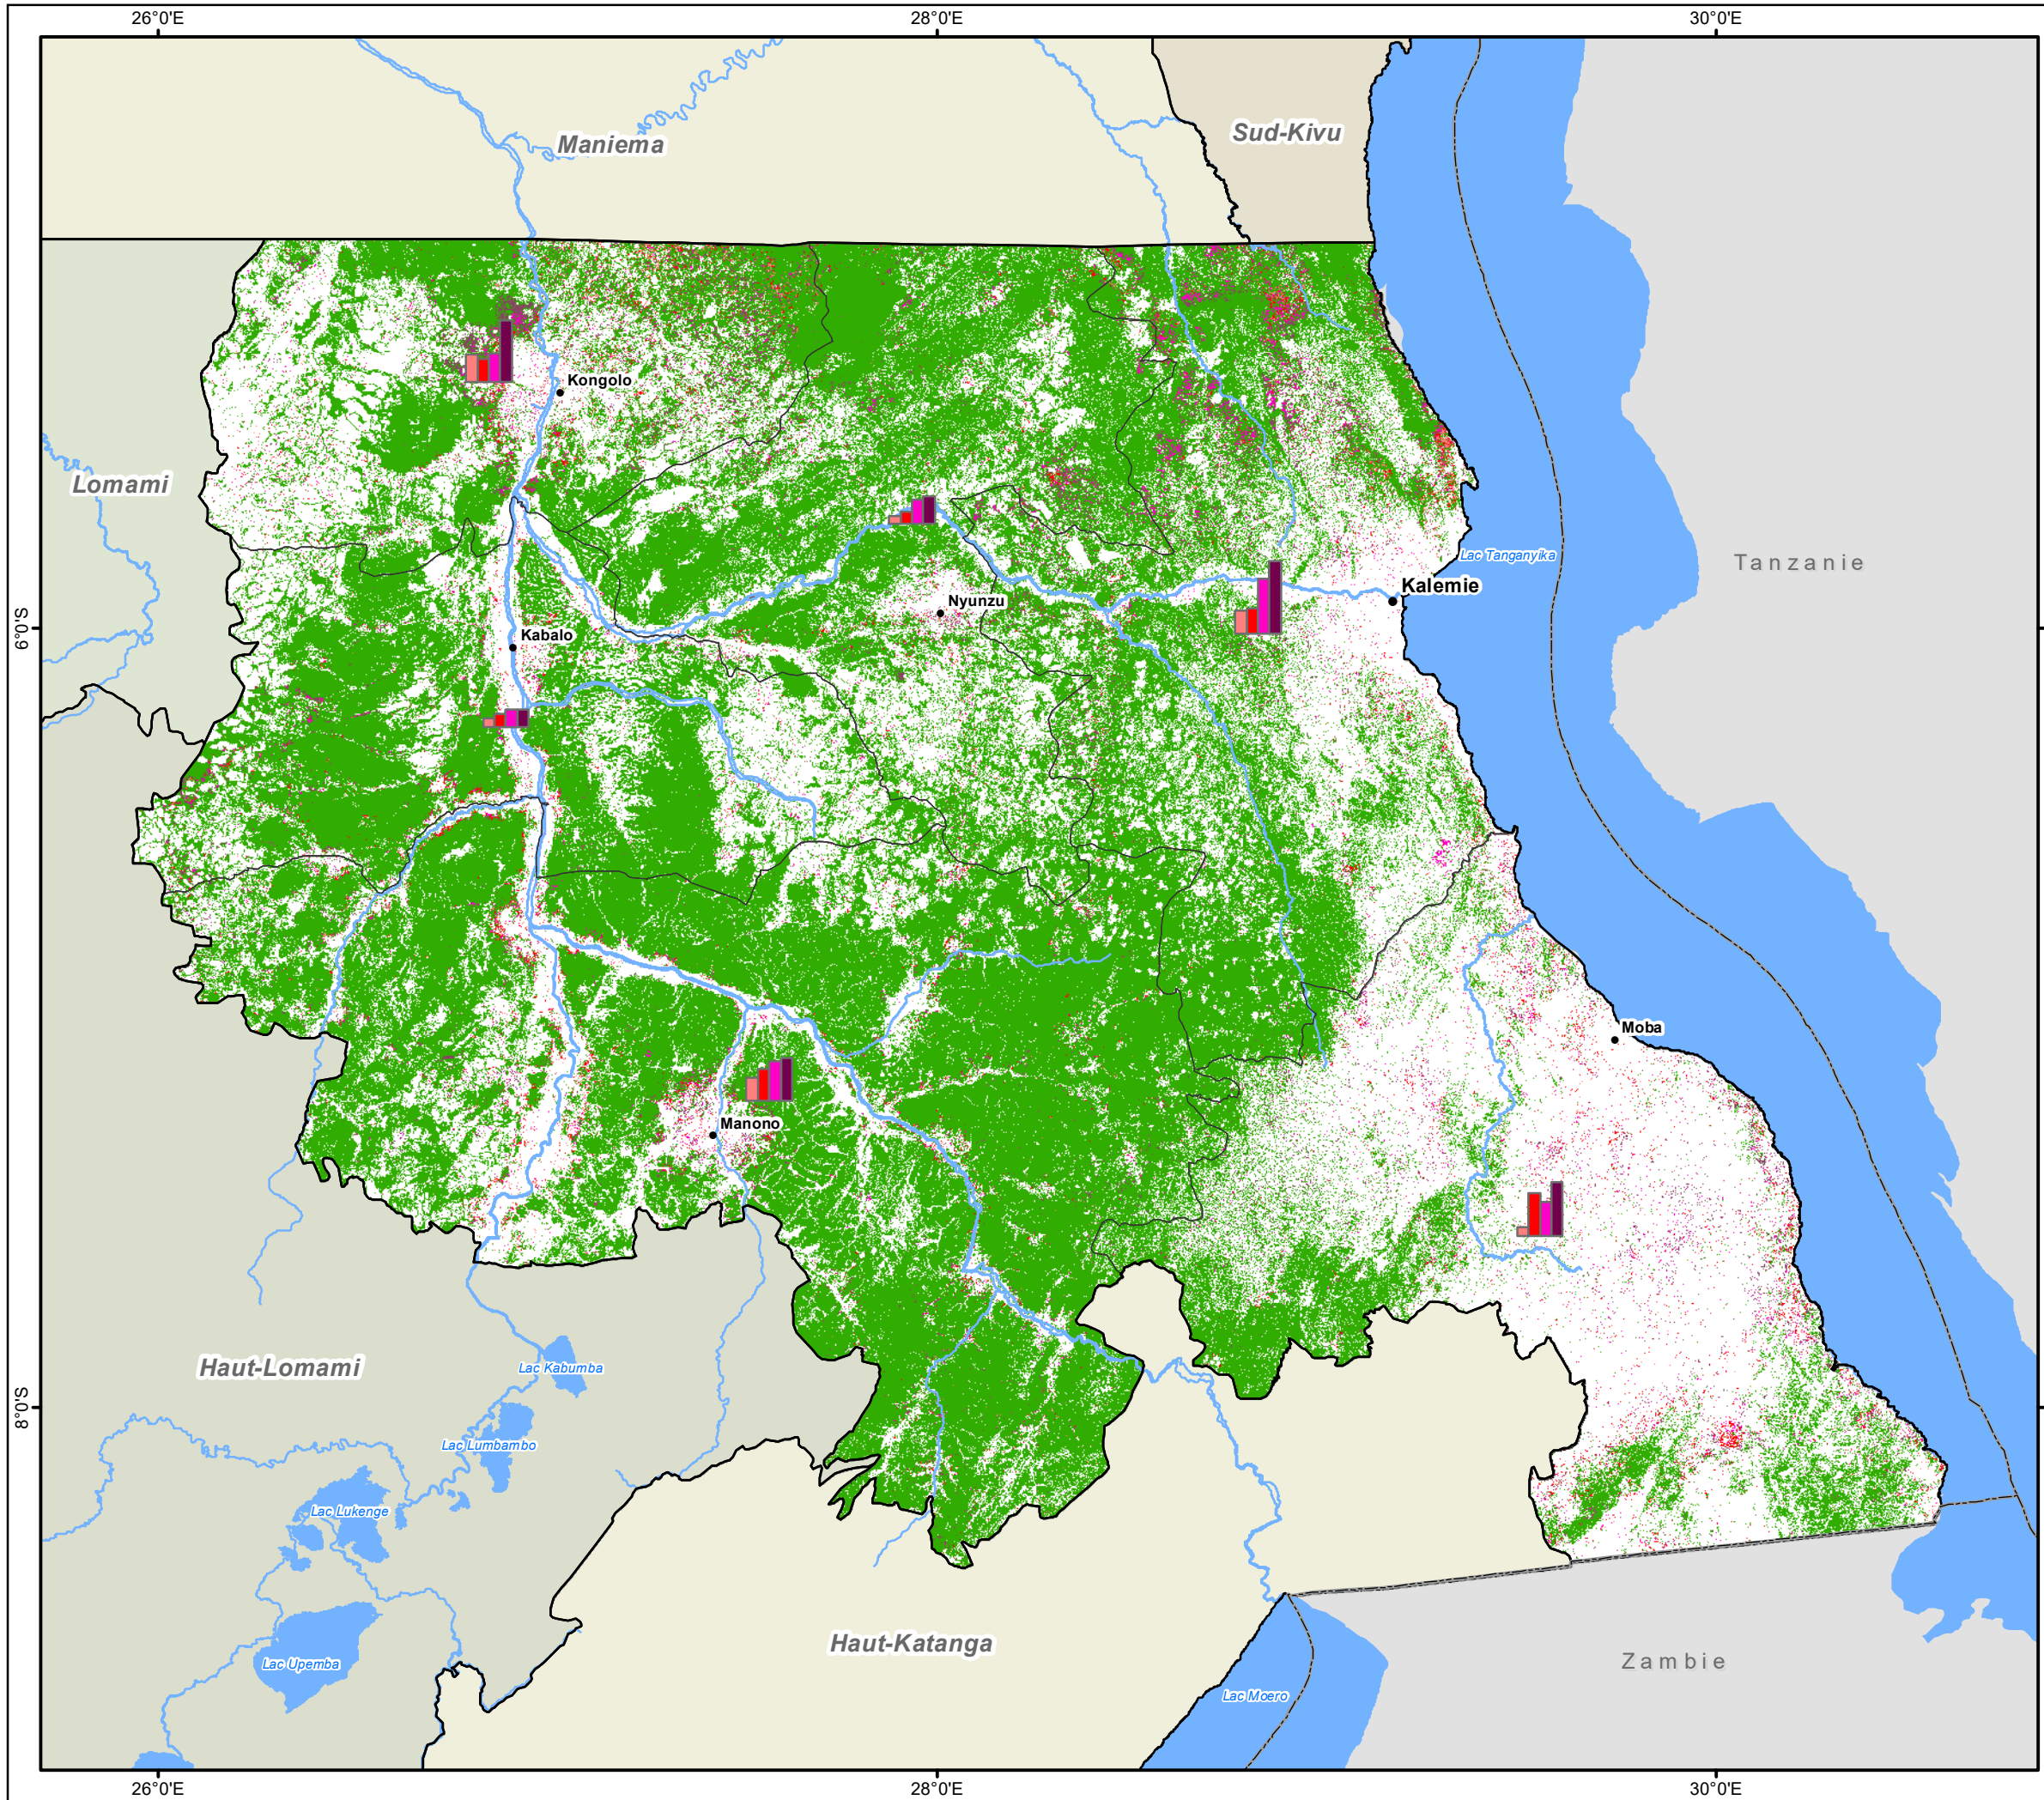 26°0'E
28°0'E
30°0'E
Maniema
Sud-Kivu
Kongolo
Lomami
Lac Tanganyika
Tanzanie
Kalemie
Nyunzu
6°0'S
Kabalo
Moba
Manono
Haut-Lomami
Lac Kabumba
8°0'S
Lac Lumbambo
Lac Lukenge
Haut-Katanga
Lac Upemba
Zambie
Lac Moero
26°0'E
28°0'E
30°0'E